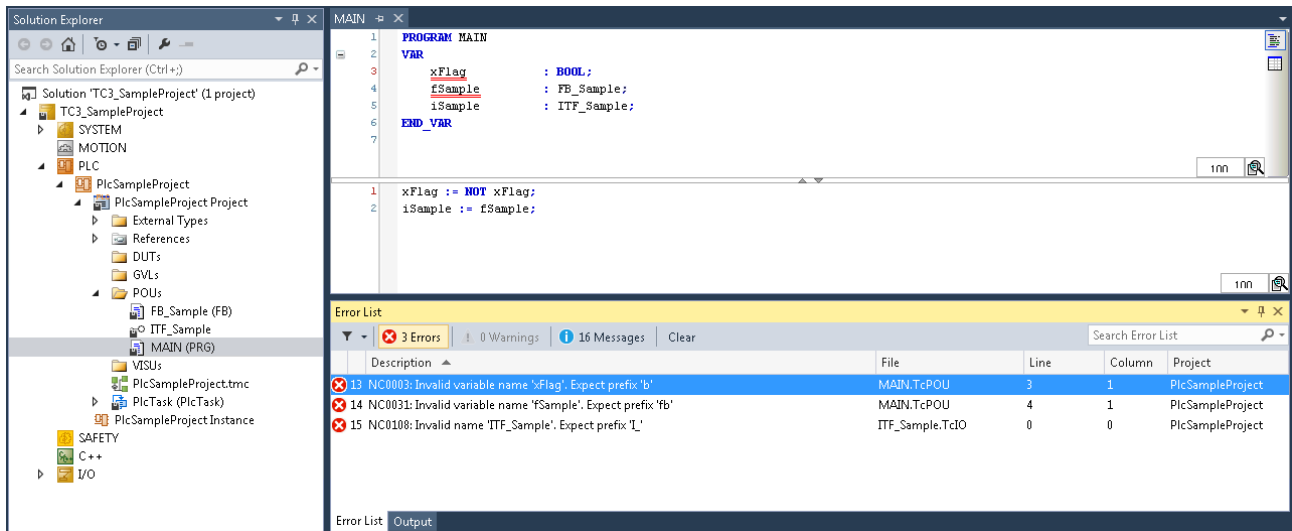 Solution Explorer
Search Solution Explorer (Ctrl+;)
Solution 'TC3_SampleProject' (1 project)
TC3_SampleProject
SYSTEM
MOTION
PLC
PlcSampleProject
PlcSampleProject Project
External Types
References
DUTs
GVLs
POUs
FB_Sample (FB)
ITF_Sample
MAIN (PRG)
VISUs
PlcSampleProject.tmc
PlcTask (PlcTask)
PlcSampleProject Instance
SAFETY
C++
I/O
MAIN
1 PROGRAM MAIN
2 VAR
3 xFlag : BOOL;
4 fSample : FB_Sample;
5 iSample : ITF_Sample;
6 END_VAR
7
100
1 xFlag := NOT xFlag;
2 iSample := fSample;
100
Error List
3 Errors 0 Warnings 16 Messages Clear Search Error List
Description File Line Column Project
13 NC0003: Invalid variable name 'xFlag'. Expect prefix 'b' MAIN.TcPOU 3 1 PlcSampleProject
14 NC0031: Invalid variable name 'fSample'. Expect prefix 'fb' MAIN.TcPOU 4 1 PlcSampleProject
15 NC0108: Invalid name 'ITF_Sample'. Expect prefix 'I_' ITF_Sample.TcIO 0 0 PlcSampleProject
Error List Output